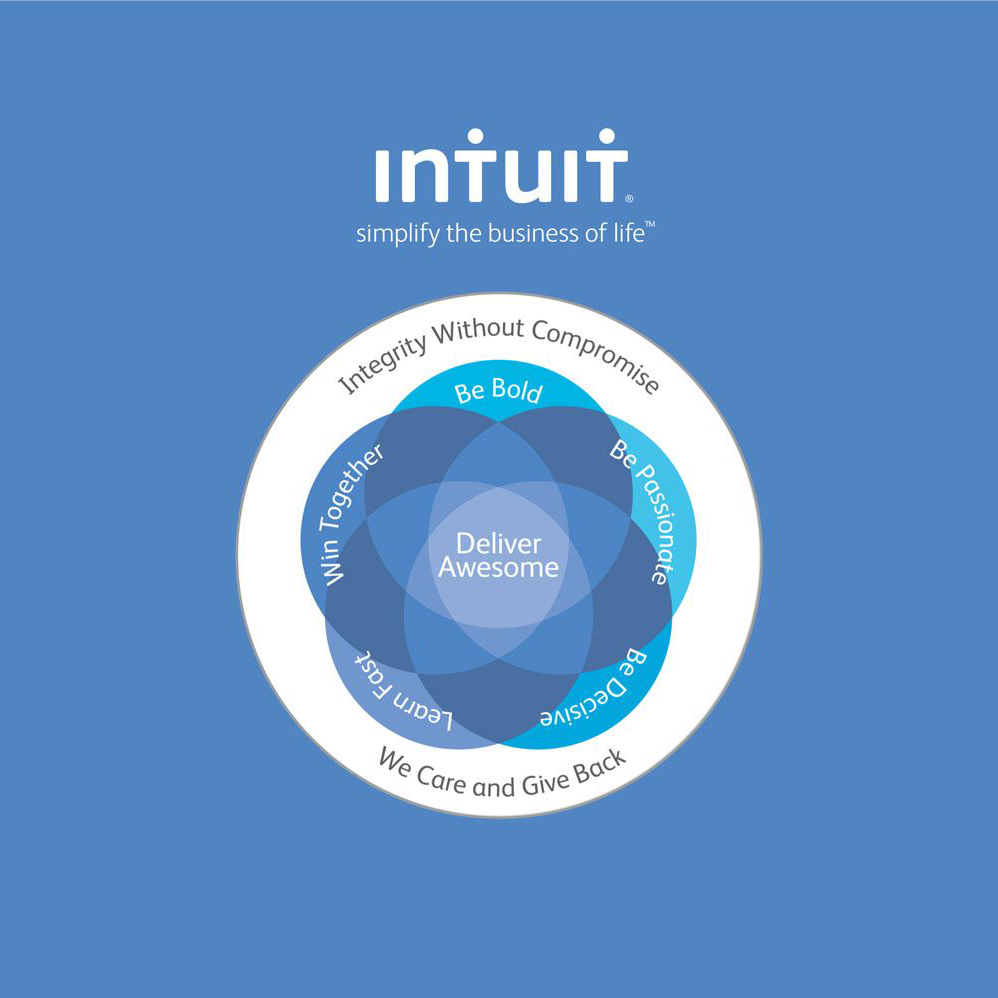 intuit®
simplify the business of life™
Integrity Without Compromise
Be Bold
Be Passionate
Win Together
Deliver
Awesome
Be Decisive
Learn Fast
We Care and Give Back